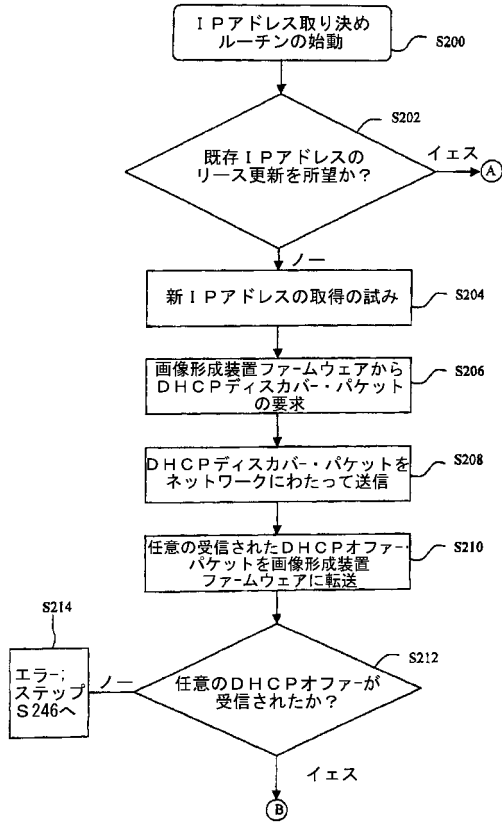 ＩＰアドレス取り決め
ルーチンの始動
S200
S202
既存ＩＰアドレスの
リース更新を所望か？
イェス
A
ノー
新ＩＰアドレスの取得の試み
S204
画像形成装置ファームウェアから
ＤＨＣＰディスカバー・パケット
の要求
S206
ＤＨＣＰディスカバー・パケットを
ネットワークにわたって送信
S208
任意の受信されたＤＨＣＰオファー・
パケットを画像形成装置
ファームウェアに転送
S210
S214
エラー；
ステップ
S246へ
ノー
S212
任意のＤＨＣＰオファーが
受信されたか？
イェス
B